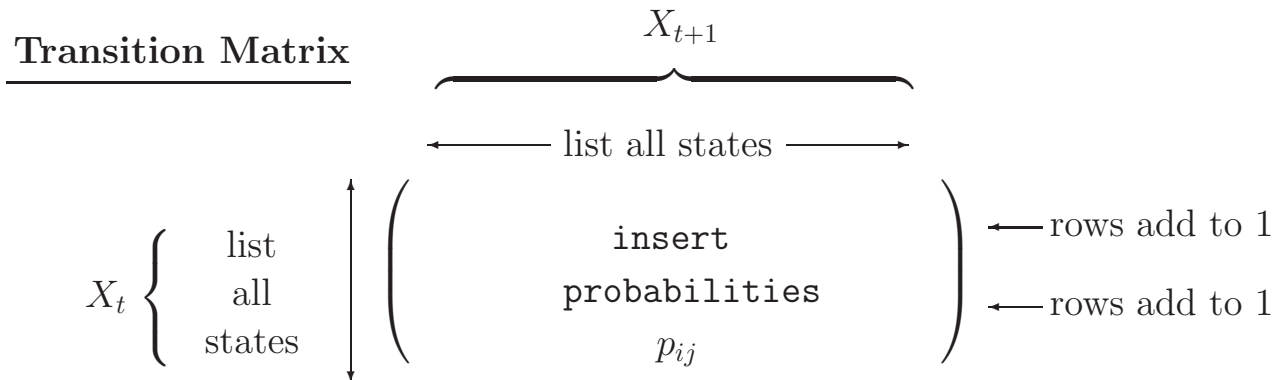 Transition Matrix
X_{t+1}
list all states
X_t
list
all
states
insert
probabilities
p_{ij}
rows add to 1
rows add to 1